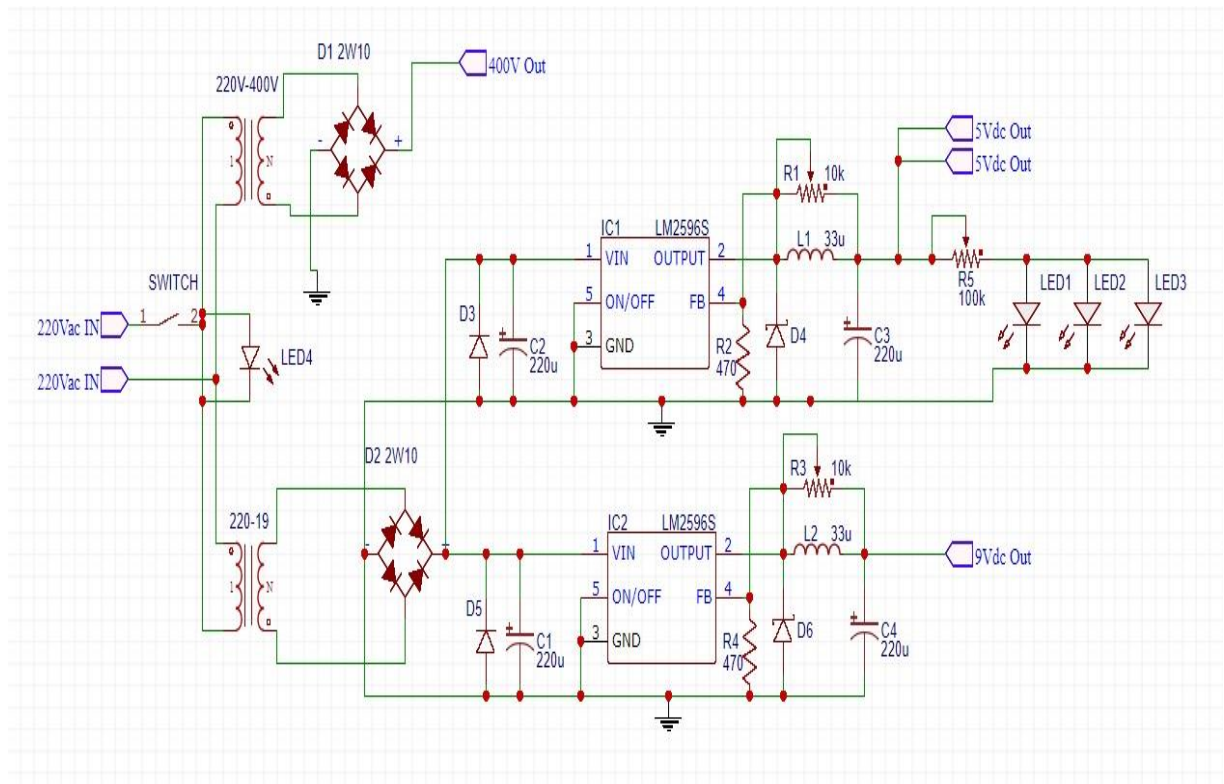 D1 2W10
400V Out
220V-400V
1
N
-
+
5Vdc Out
5Vdc Out
R1 10k
IC1 LM2596S
1 VIN OUTPUT 2
5 ON/OFF FB 4
3 GND
L1 33u
R5
100k
LED1
LED2
LED3
SWITCH
220Vac IN
1
2
220Vac IN
LED4
D3
+
C2
220u
R2
470
D4
+
C3
220u
D2 2W10
220-19
1
N
-
+
R3 10k
IC2 LM2596S
1 VIN OUTPUT 2
5 ON/OFF FB 4
3 GND
L2 33u
9Vdc Out
D5
+
C1
220u
R4
470
D6
+
C4
220u